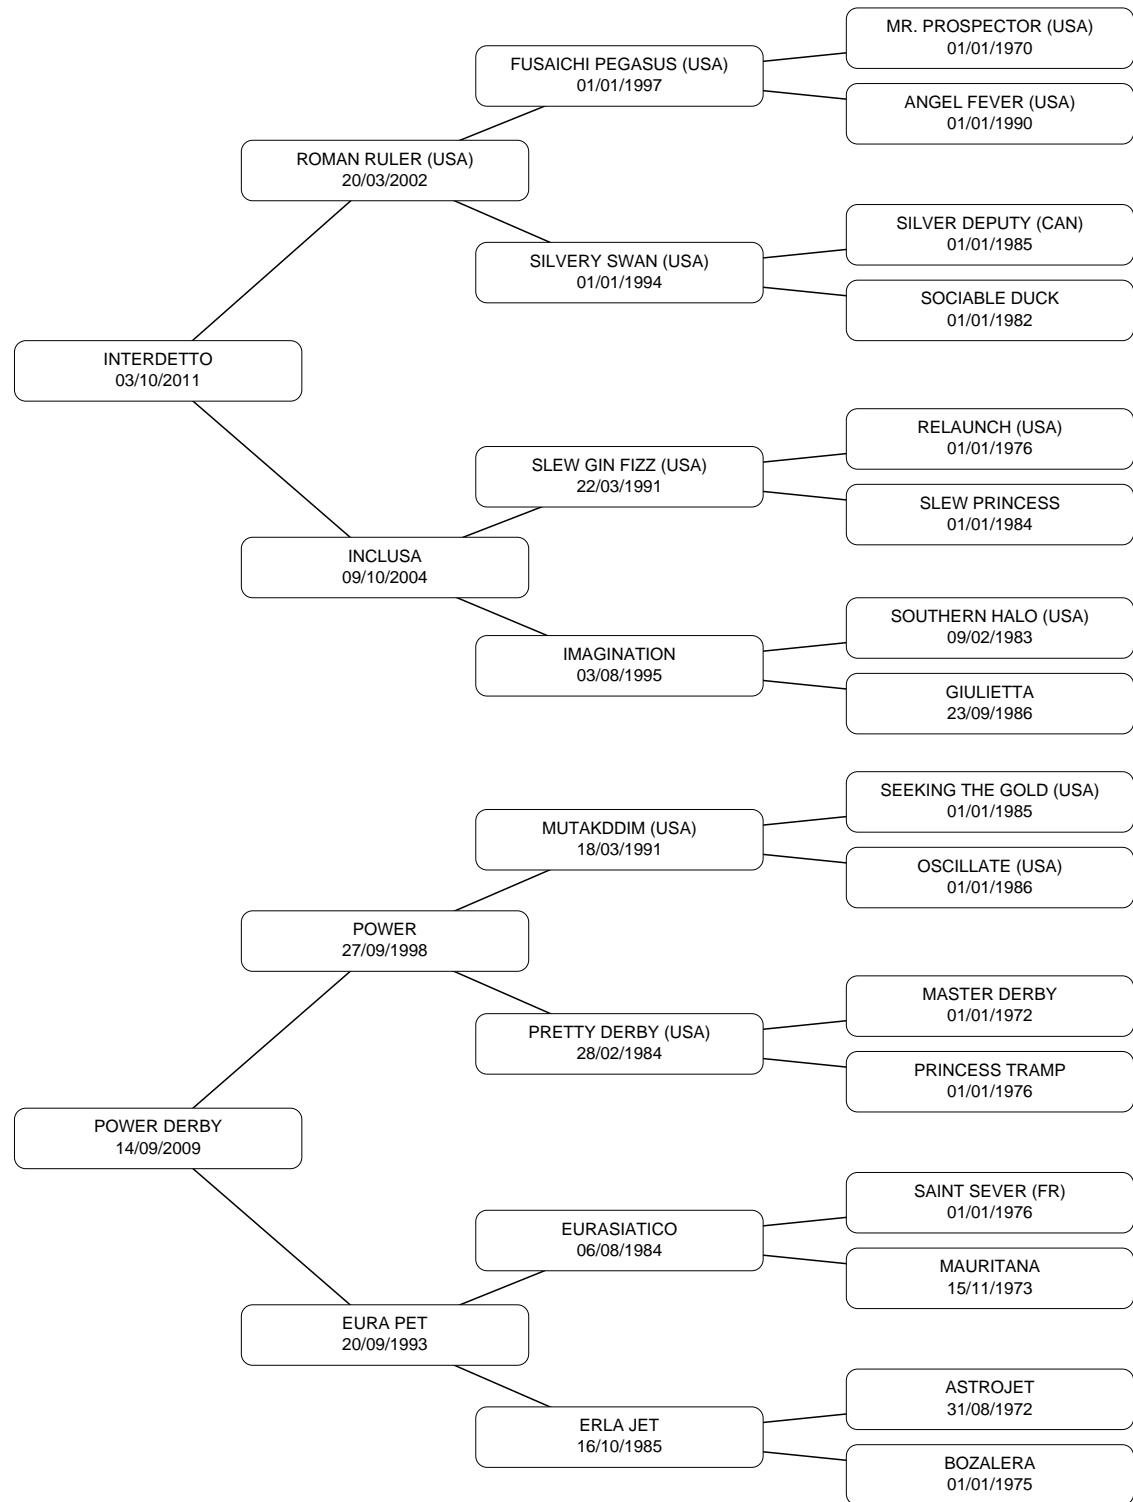 MR. PROSPECTOR (USA)
01/01/1970
FUSAICHI PEGASUS (USA)
01/01/1997
ANGEL FEVER (USA)
01/01/1990
ROMAN RULER (USA)
20/03/2002
SILVER DEPUTY (CAN)
01/01/1985
SILVERY SWAN (USA)
01/01/1994
SOCIABLE DUCK
01/01/1982
INTERDETTO
03/10/2011
RELAUNCH (USA)
01/01/1976
SLEW GIN FIZZ (USA)
22/03/1991
SLEW PRINCESS
01/01/1984
INCLUSA
09/10/2004
SOUTHERN HALO (USA)
09/02/1983
IMAGINATION
03/08/1995
GIULIETTA
23/09/1986
SEEKING THE GOLD (USA)
01/01/1985
MUTAKDDIM (USA)
18/03/1991
OSCILLATE (USA)
01/01/1986
POWER
27/09/1998
MASTER DERBY
01/01/1972
PRETTY DERBY (USA)
28/02/1984
PRINCESS TRAMP
01/01/1976
POWER DERBY
14/09/2009
SAINT SEVER (FR)
01/01/1976
EURASIATICO
06/08/1984
MAURITANA
15/11/1973
EURA PET
20/09/1993
ASTROJET
31/08/1972
ERLA JET
16/10/1985
BOZALERA
01/01/1975